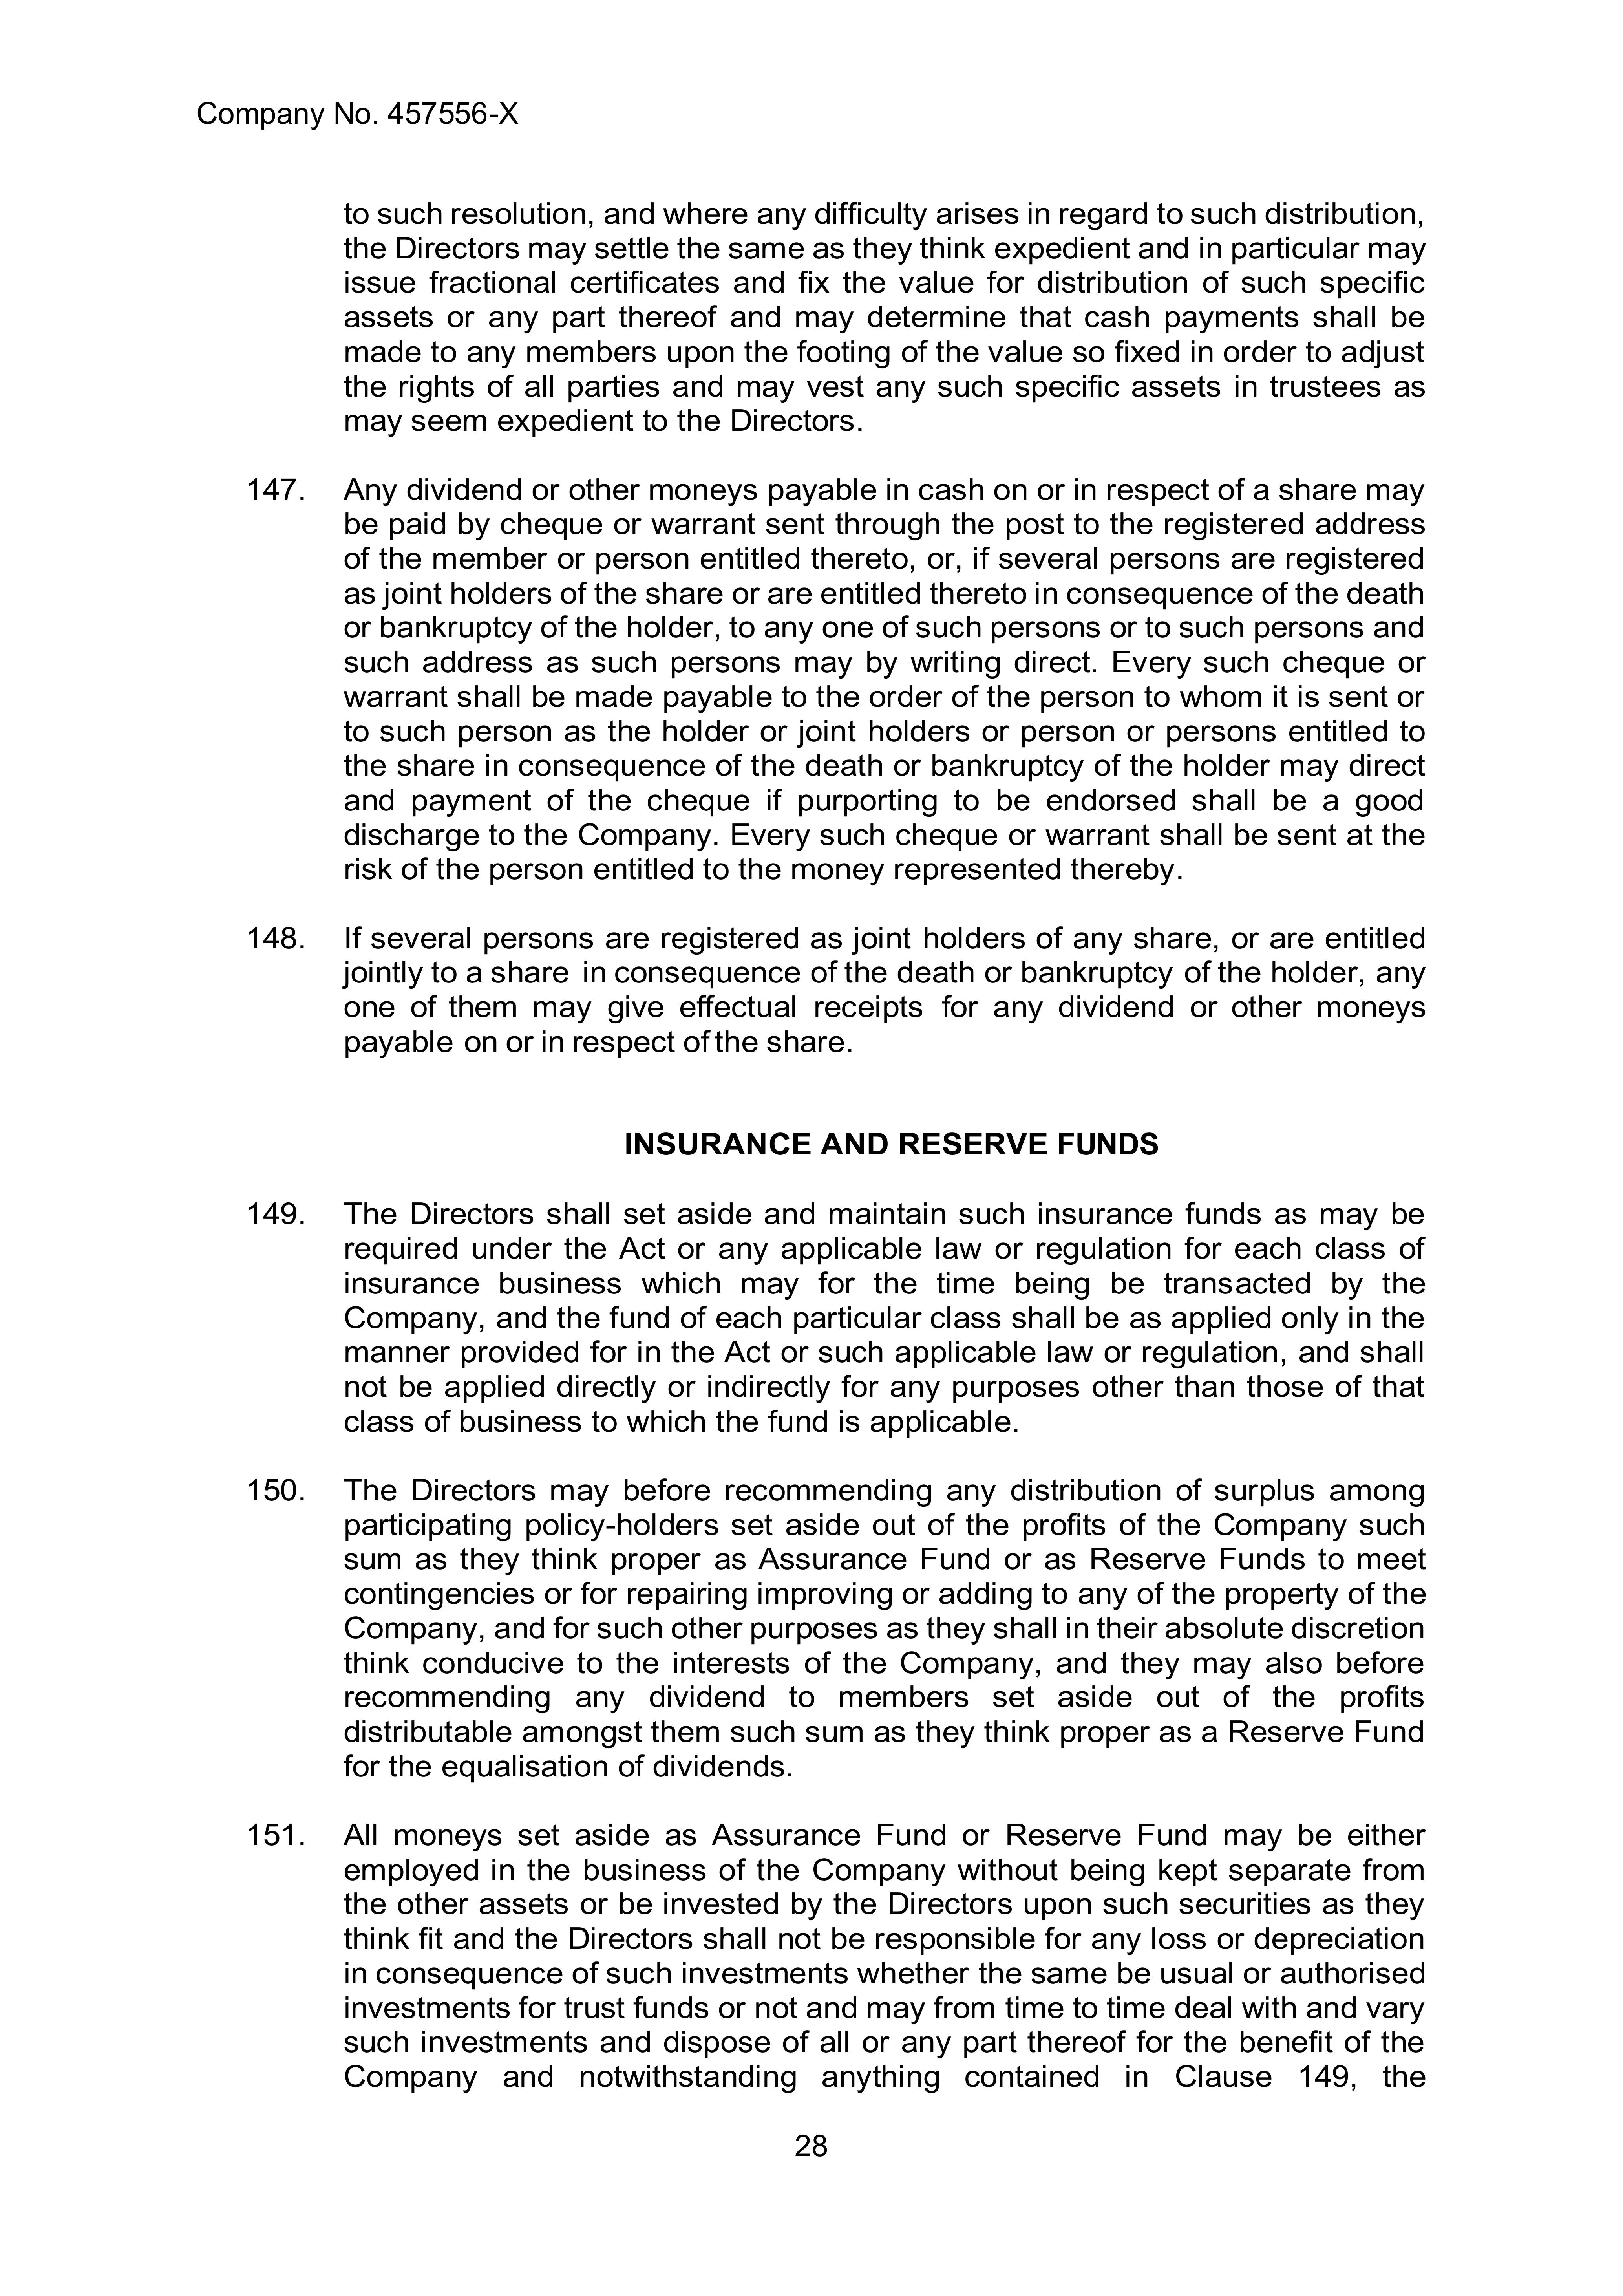 Company No. 457556-X
to such resolution, and where any difficulty arises in regard to such distribution,
the Directors may settle the same as they think expedient and in particular may
issue fractional certificates and fix the value for distribution of such specific
assets or any part thereof and may determine that cash payments shall be
made to any members upon the footing of the value so fixed in order to adjust
the rights of all parties and may vest any such specific assets in trustees as
may seem expedient to the Directors.
147. Any dividend or other moneys payable in cash on or in respect of a share may
be paid by cheque or warrant sent through the post to the registered address
of the member or person entitled thereto, or, if several persons are registered
as joint holders of the share or are entitled thereto in consequence of the death
or bankruptcy of the holder, to any one of such persons or to such persons and
such address as such persons may by writing direct. Every such cheque or
warrant shall be made payable to the order of the person to whom it is sent or
to such person as the holder or joint holders or person or persons entitled to
the share in consequence of the death or bankruptcy of the holder may direct
and payment of the cheque if purporting to be endorsed shall be a good
discharge to the Company. Every such cheque or warrant shall be sent at the
risk of the person entitled to the money represented thereby.
148. If several persons are registered as joint holders of any share, or are entitled
jointly to a share in consequence of the death or bankruptcy of the holder, any
one of them may give effectual receipts for any dividend or other moneys
payable on or in respect of the share.
INSURANCE AND RESERVE FUNDS
149. The Directors shall set aside and maintain such insurance funds as may be
required under the Act or any applicable law or regulation for each class of
insurance business which may for the time being be transacted by the
Company, and the fund of each particular class shall be as applied only in the
manner provided for in the Act or such applicable law or regulation, and shall
not be applied directly or indirectly for any purposes other than those of that
class of business to which the fund is applicable.
150. The Directors may before recommending any distribution of surplus among
participating policy-holders set aside out of the profits of the Company such
sum as they think proper as Assurance Fund or as Reserve Funds to meet
contingencies or for repairing improving or adding to any of the property of the
Company, and for such other purposes as they shall in their absolute discretion
think conducive to the interests of the Company, and they may also before
recommending any dividend to members set aside out of the profits
distributable amongst them such sum as they think proper as a Reserve Fund
for the equalisation of dividends.
151. All moneys set aside as Assurance Fund or Reserve Fund may be either
employed in the business of the Company without being kept separate from
the other assets or be invested by the Directors upon such securities as they
think fit and the Directors shall not be responsible for any loss or depreciation
in consequence of such investments whether the same be usual or authorised
investments for trust funds or not and may from time to time deal with and vary
such investments and dispose of all or any part thereof for the benefit of the
Company and notwithstanding anything contained in Clause 149, the
28